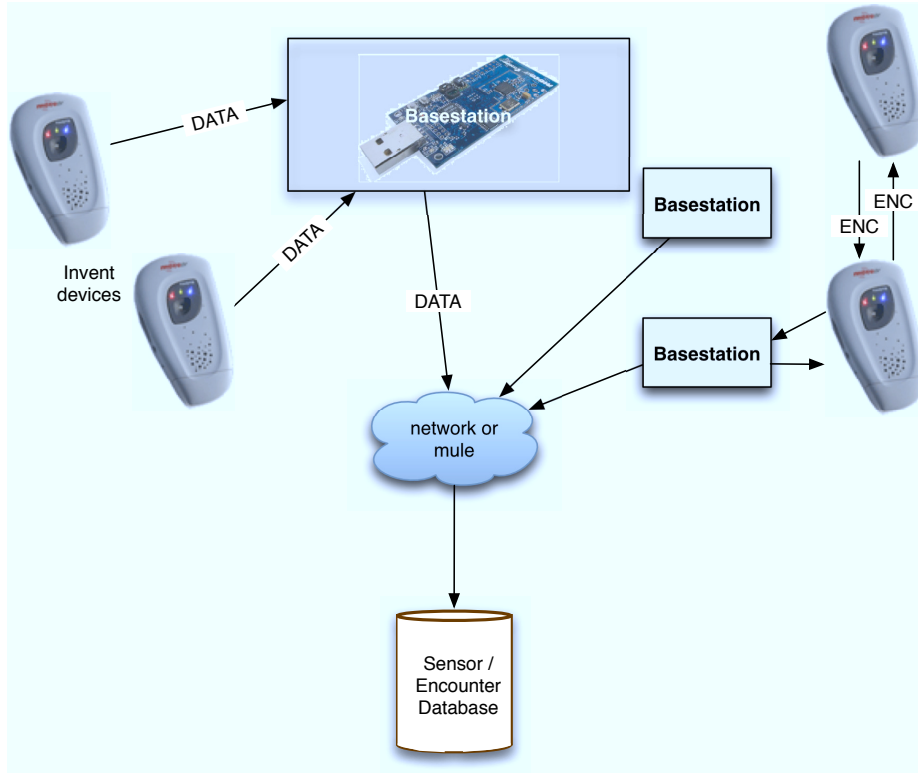 DATA
Basestation
DATA
Invent
devices
DATA
Basestation
ENC
ENC
Basestation
network or
mule
Sensor /
Encounter
Database